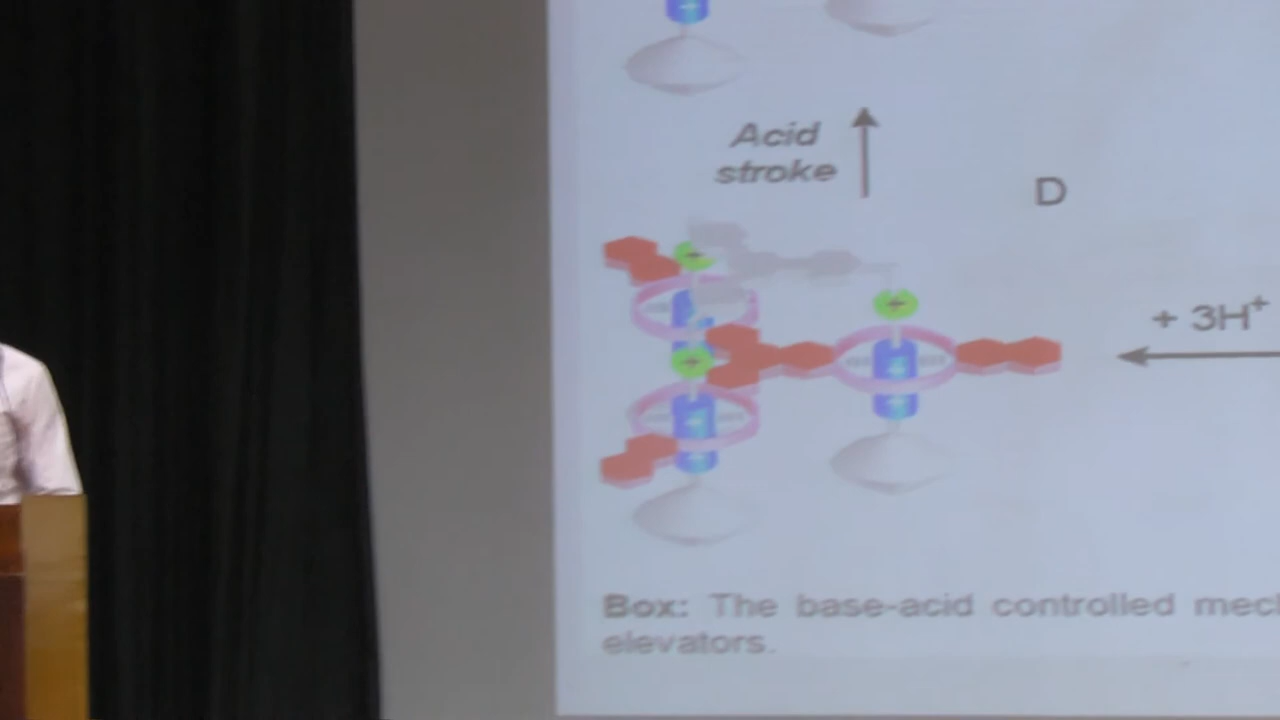 Acid
stroke
D
+ 3H⁺
+
+
+
+
+
+
+
Box: The base-acid controlled
elevators.